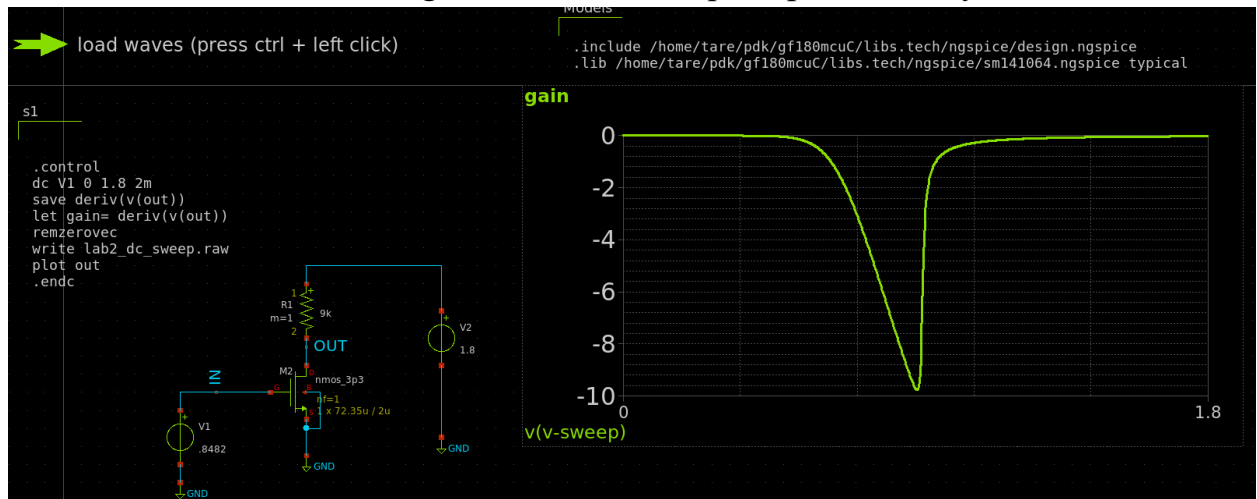 Models
load waves (press ctrl + left click)
.include /home/tare/pdk/gf180mcuC/libs.tech/ngspice/design.ngspice
.lib /home/tare/pdk/gf180mcuC/libs.tech/ngspice/sm141064.ngspice typical
s1
.control
dc V1 0 1.8 2m
save deriv(v(out))
let gain= deriv(v(out))
remzerovec
write lab2_dc_sweep.raw
plot out
.endc
gain
0
-2
-4
-6
-8
-10
0
1.8
v(v-sweep)
1
R1
9k
m=1
2
OUT
V2
1.8
IN
M2
D
nmos_3p3
G
B
nf=1
S
1 x 72.35u / 2u
V1
.8482
GND
GND
GND